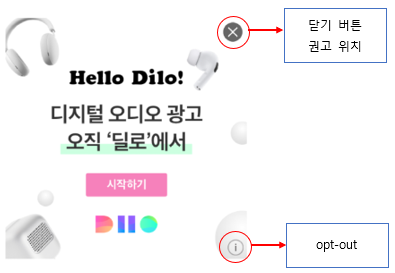 닫기 버튼
권고 위치
Hello Dilo!
디지털 오디오 광고
오직 ‘딜로’에서
시작하기
DILO
opt-out